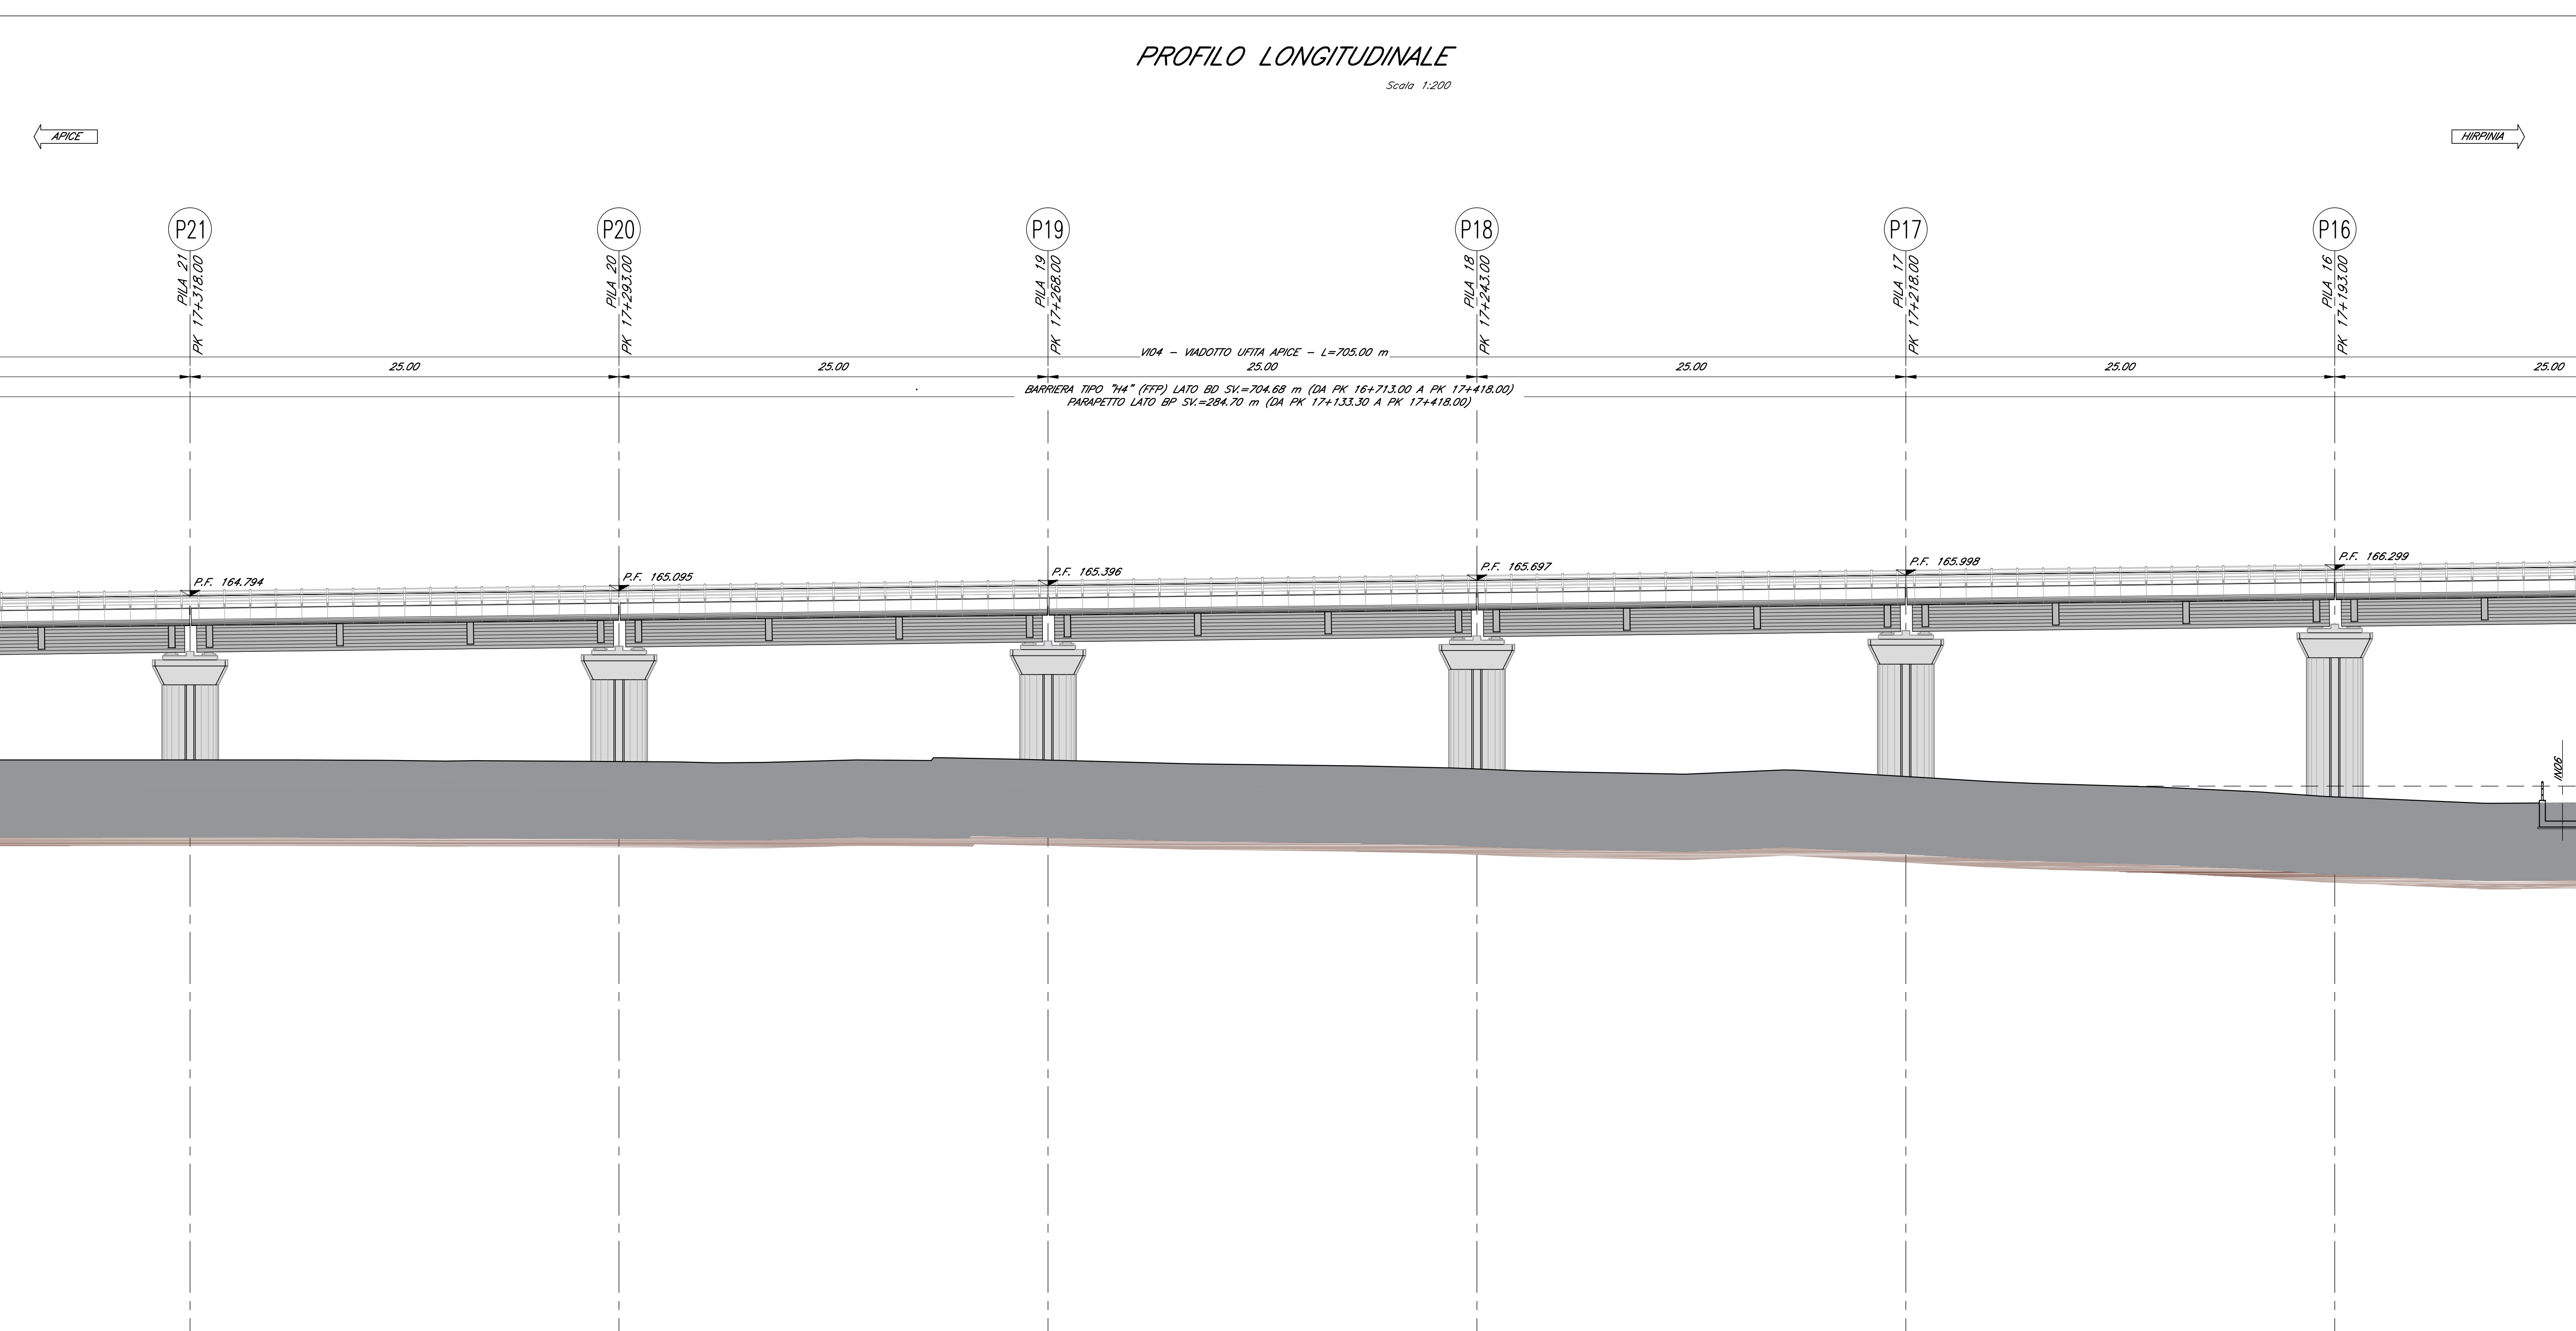 PROFILO LONGITUDINALE
Scala 1:200
APICE
HIRPINIA
P21
P20
P19
P18
P17
P16
PILA 21
PK 17+318.00
PILA 20
PK 17+293.00
PILA 19
PK 17+268.00
PILA 18
PK 17+243.00
PILA 17
PK 17+218.00
PILA 16
PK 17+193.00
VI04 - VIADOTTO UFITA APICE - L=705.00 m
25.00
25.00
25.00
25.00
25.00
25.00
BARRIERA TIPO "H4" (FFP) LATO BD SV.=704.68 m (DA PK 16+713.00 A PK 17+418.00)
PARAPETTO LATO BP SV.=284.70 m (DA PK 17+133.30 A PK 17+418.00)
P.F. 164.794
P.F. 165.095
P.F. 165.396
P.F. 165.697
P.F. 165.998
P.F. 166.299
IN06